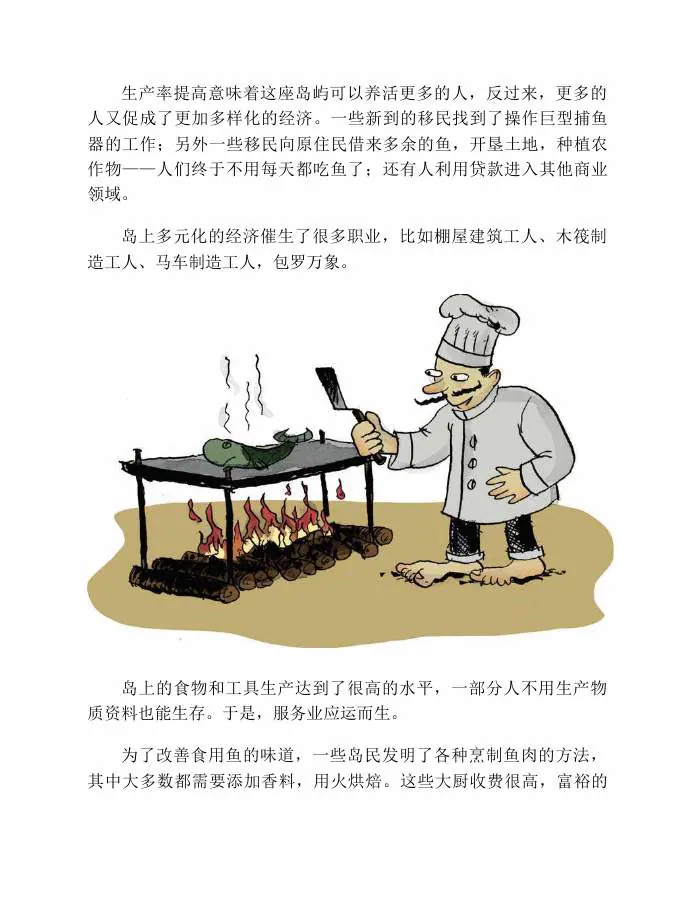 生产率提高意味着这座岛屿可以养活更多的人，反过来，更多的
人又促成了更加多样化的经济。一些新到的移民找到了操作巨型捕鱼
器的工作；另外一些移民向原住民借来多余的鱼，开垦土地，种植农
作物——人们终于不用每天都吃鱼了；还有人利用贷款进入其他商业
领域。
岛上多元化的经济催生了很多职业，比如棚屋建筑工人、木筏制
造工人、马车制造工人，包罗万象。
岛上的食物和工具生产达到了很高的水平，一部分人不用生产物
质资料也能生存。于是，服务业应运而生。
为了改善食用鱼的味道，一些岛民发明了各种烹制鱼肉的方法，
其中大多数都需要添加香料，用火烘焙。这些大厨收费很高，富裕的